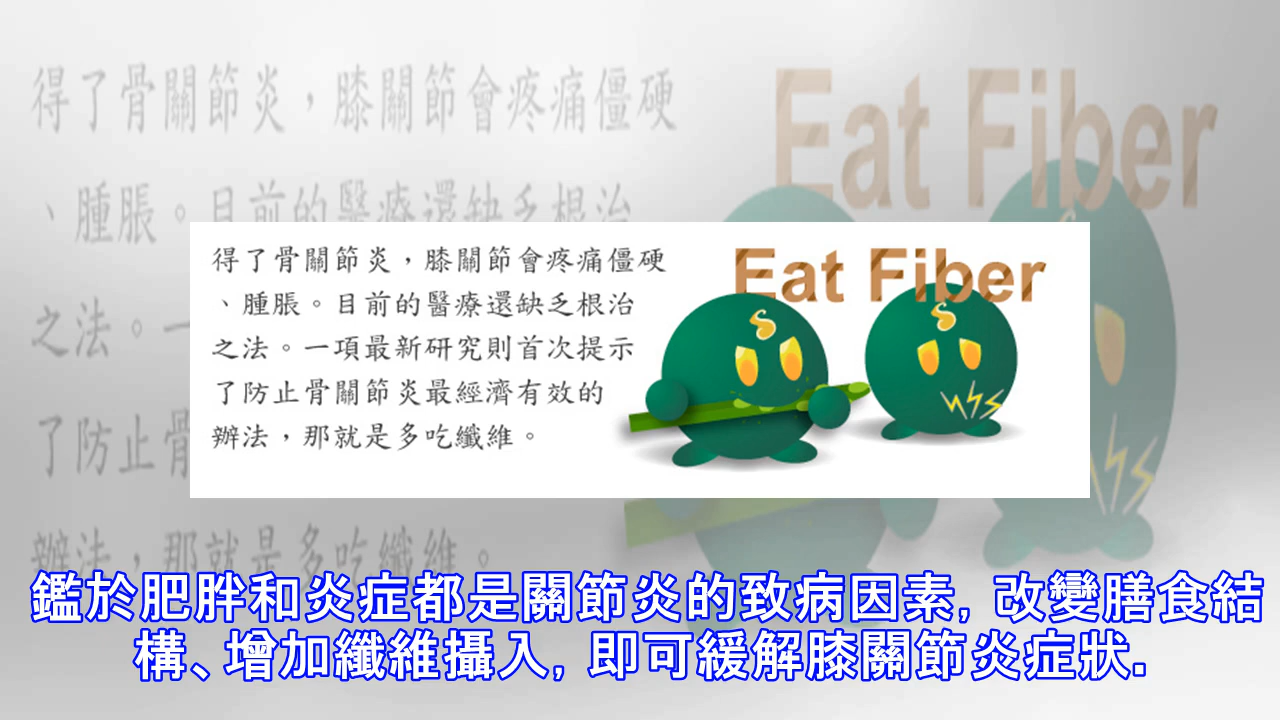 得了骨關節炎，膝關節會疼痛僵硬
、腫脹。目前的醫療還缺乏根治
之法。一項最新研究則首次提示
了防止骨關節炎最經濟有效的
辦法，那就是多吃纖維。
Eat Fiber
鑑於肥胖和炎症都是關節炎的致病因素, 改變膳食結
構、增加纖維攝入, 即可緩解膝關節炎症狀.